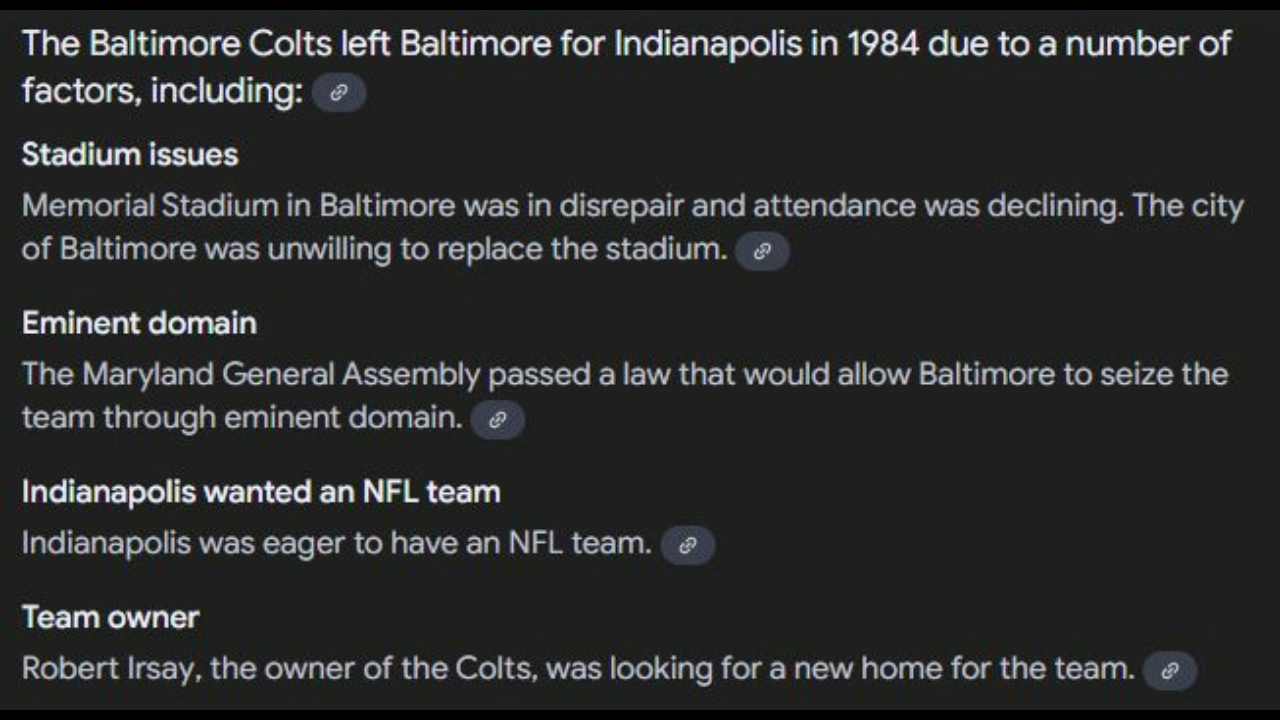 The Baltimore Colts left Baltimore for Indianapolis in 1984 due to a number of
factors, including:
Stadium issues
Memorial Stadium in Baltimore was in disrepair and attendance was declining. The city
of Baltimore was unwilling to replace the stadium.
Eminent domain
The Maryland General Assembly passed a law that would allow Baltimore to seize the
team through eminent domain.
Indianapolis wanted an NFL team
Indianapolis was eager to have an NFL team.
Team owner
Robert Irsay, the owner of the Colts, was looking for a new home for the team.